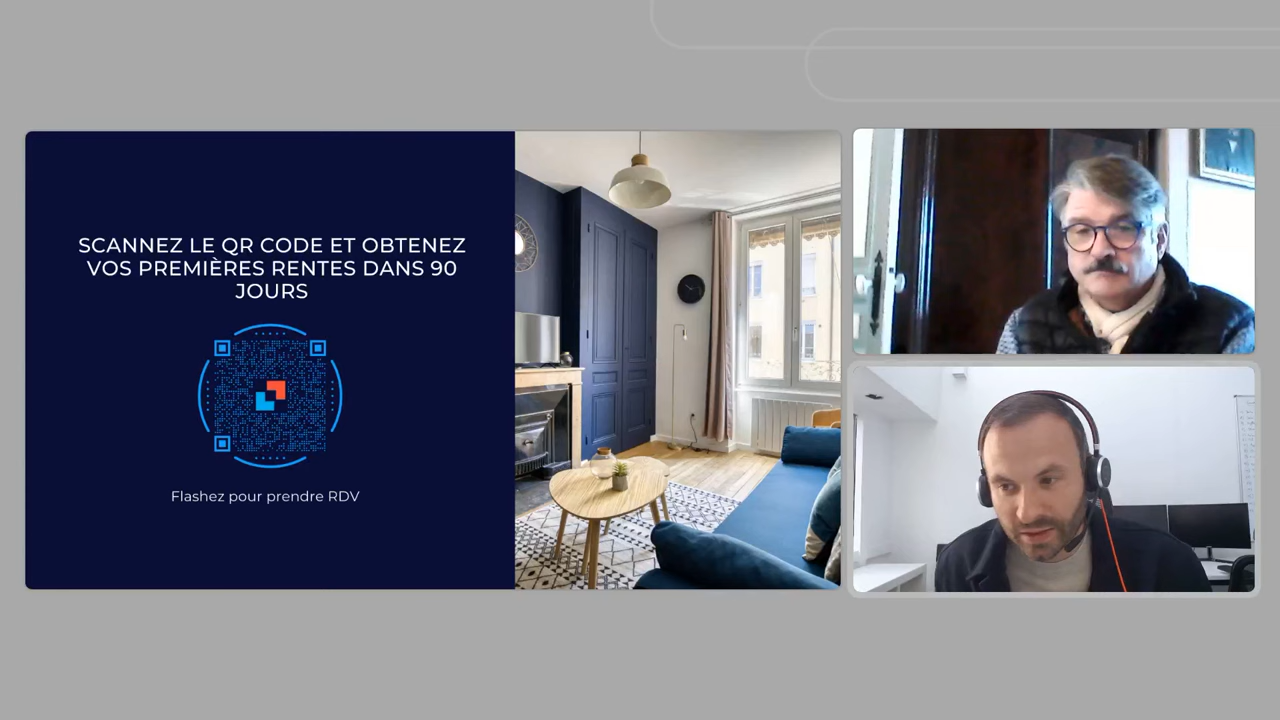 SCANNEZ LE QR CODE ET OBTENEZ
VOS PREMIÈRES RENTES DANS 90
JOURS
Flashez pour prendre RDV